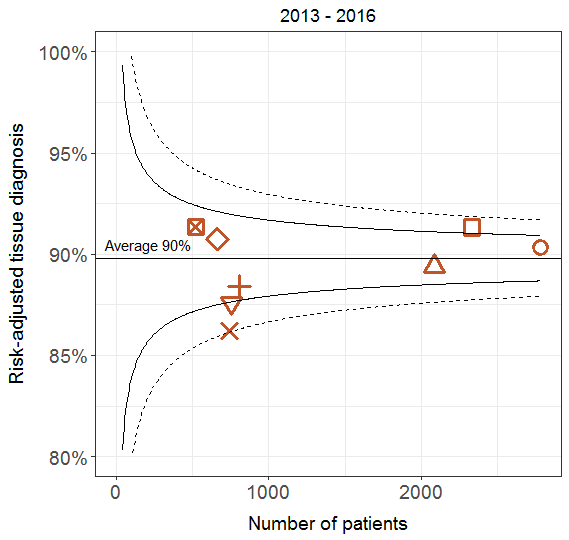 2013 - 2016
Risk-adjusted tissue diagnosis
100%
95%
90%
85%
80%
Average 90%
0
1000
2000
Number of patients